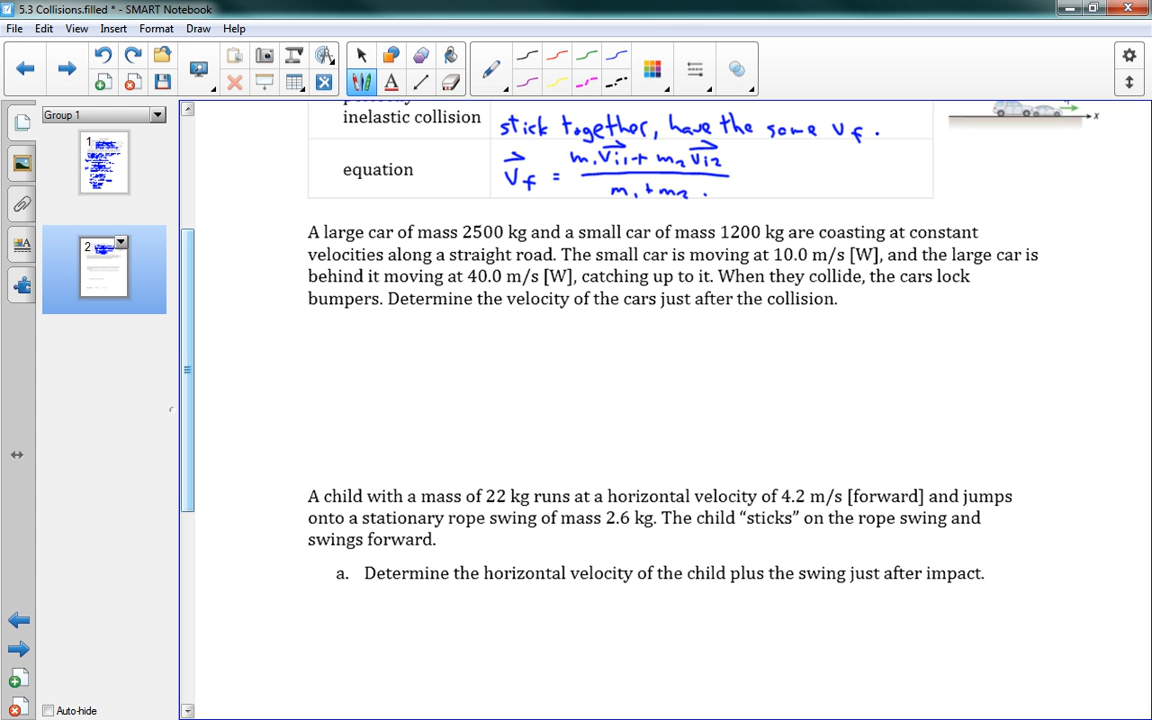 5.3 Collisions.filled * - SMART Notebook
File Edit View Insert Format Draw Help
Group 1
1
2
inelastic collision
stick together, have the same vf.
equation
vf = m1vi1 + m2vi2
m1 + m2.
x
A large car of mass 2500 kg and a small car of mass 1200 kg are coasting at constant
velocities along a straight road. The small car is moving at 10.0 m/s [W], and the large car is
behind it moving at 40.0 m/s [W], catching up to it. When they collide, the cars lock
bumpers. Determine the velocity of the cars just after the collision.
A child with a mass of 22 kg runs at a horizontal velocity of 4.2 m/s [forward] and jumps
onto a stationary rope swing of mass 2.6 kg. The child “sticks” on the rope swing and
swings forward.
a. Determine the horizontal velocity of the child plus the swing just after impact.
Auto-hide